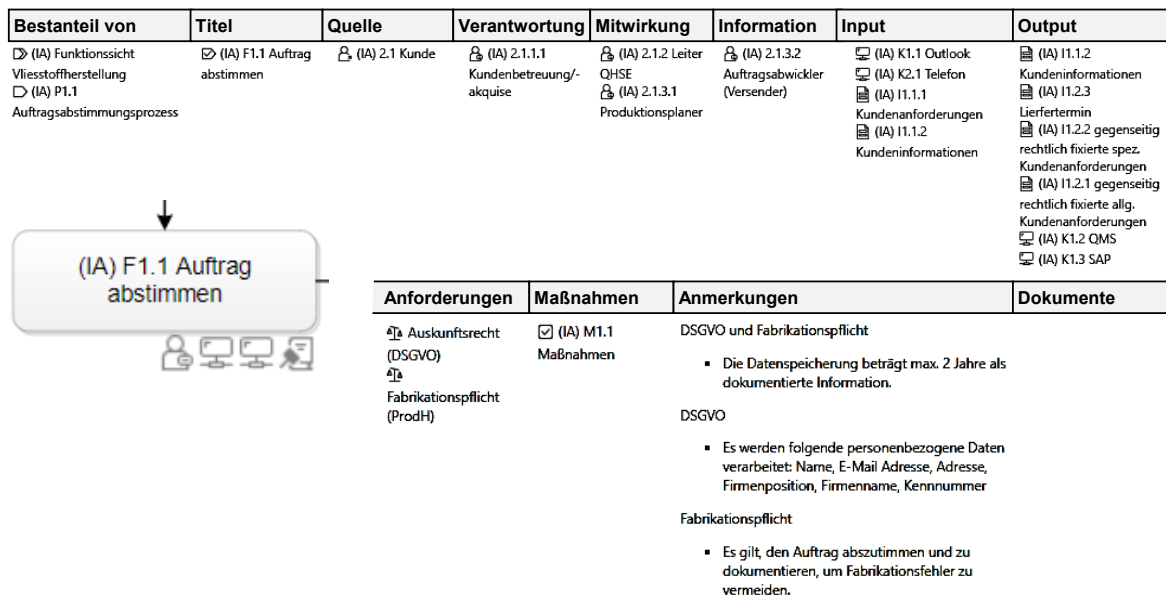 Bestanteil von
Titel
Quelle
Verantwortung
Mitwirkung
Information
Input
Output
(IA) Funktionssicht
Vliesstoffherstellung
(IA) P1.1
Auftragsabstimmungsprozess
(IA) F1.1 Auftrag
abstimmen
(IA) 2.1 Kunde
(IA) 2.1.1.1
Kundenbetreuung/-
akquise
(IA) 2.1.2 Leiter
QHSE
(IA) 2.1.3.1
Produktionsplaner
(IA) 2.1.3.2
Auftragsabwickler
(Versender)
(IA) K1.1 Outlook
(IA) K2.1 Telefon
(IA) I1.1.1
Kundenanforderungen
(IA) I1.1.2
Kundeninformationen
(IA) I1.1.2
Kundeninformationen
(IA) I1.2.3
Lierfertermin
(IA) I1.2.2 gegenseitig
rechtlich fixierte spez.
Kundenanforderungen
(IA) I1.2.1 gegenseitig
rechtlich fixierte allg.
Kundenanforderungen
(IA) K1.2 QMS
(IA) K1.3 SAP
(IA) F1.1 Auftrag
abstimmen
Anforderungen
Maßnahmen
Anmerkungen
Dokumente
Auskunftsrecht
(DSGVO)
Fabrikationspflicht
(ProdH)
(IA) M1.1
Maßnahmen
DSGVO und Fabrikationspflicht
▪ Die Datenspeicherung beträgt max. 2 Jahre als
dokumentierte Information.
DSGVO
▪ Es werden folgende personenbezogene Daten
verarbeitet: Name, E-Mail Adresse, Adresse,
Firmenposition, Firmenname, Kennnummer
Fabrikationspflicht
▪ Es gilt, den Auftrag abszutimmen und zu
dokumentieren, um Fabrikationsfehler zu
vermeiden.